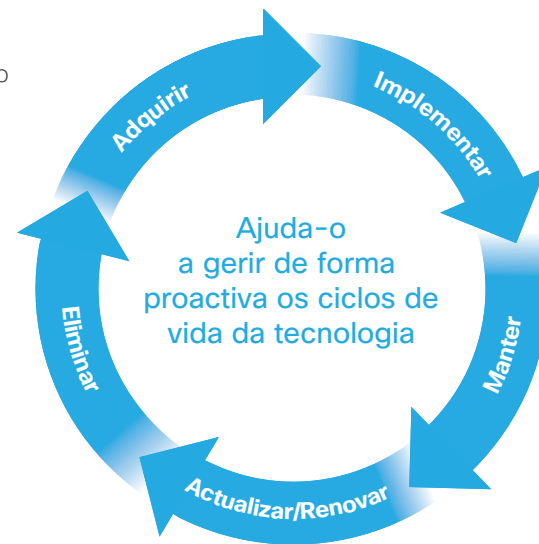 o
Adquirir
Implementar
Manter
Actualizar/Renovar
Eliminar
Ajuda-o
a gerir de forma
proactiva os ciclos de
vida da tecnologia